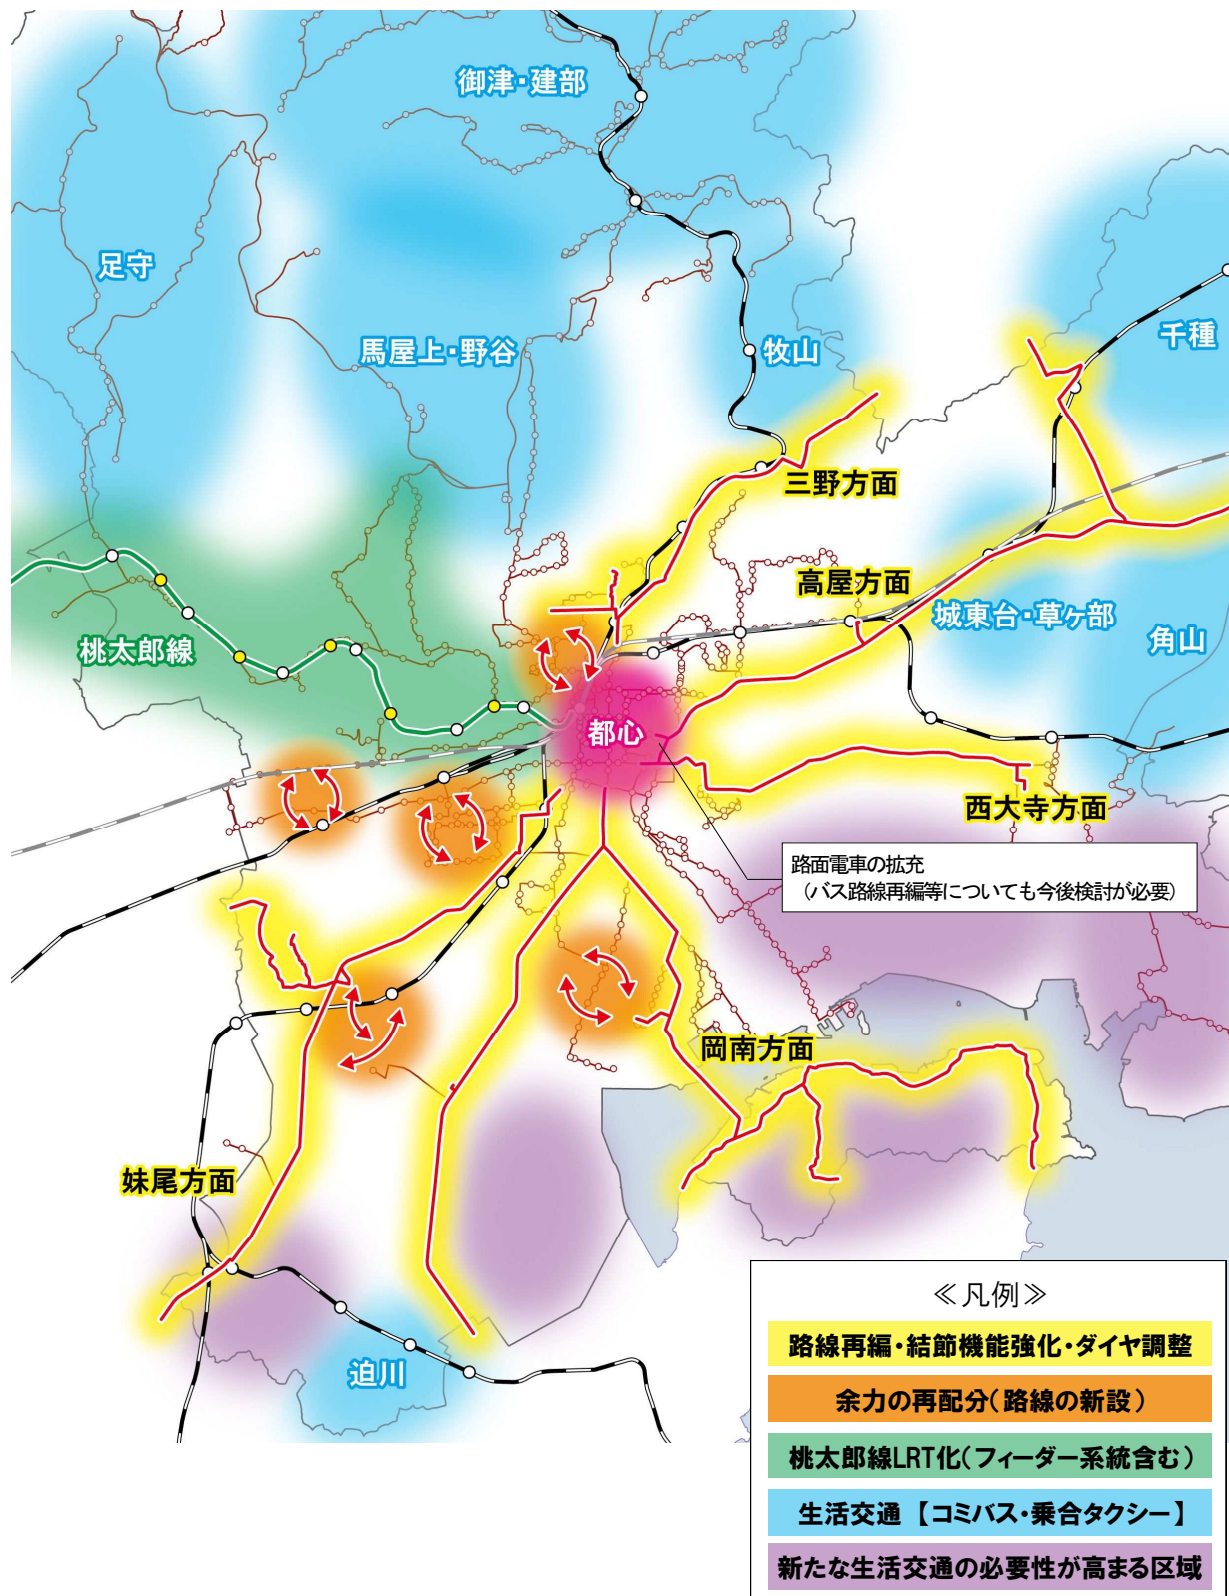 御津・建部
足守
馬屋上・野谷
牧山
千種
三野方面
高屋方面
城東台・草ヶ部
角山
桃太郎線
都心
西大寺方面
路面電車の拡充
（バス路線再編等についても今後検討が必要）
岡南方面
妹尾方面
迫川
≪凡例≫
路線再編・結節機能強化・ダイヤ調整
余力の再配分（路線の新設）
桃太郎線LRT化（フィーダー系統含む）
生活交通 【コミバス・乗合タクシー】
新たな生活交通の必要性が高まる区域